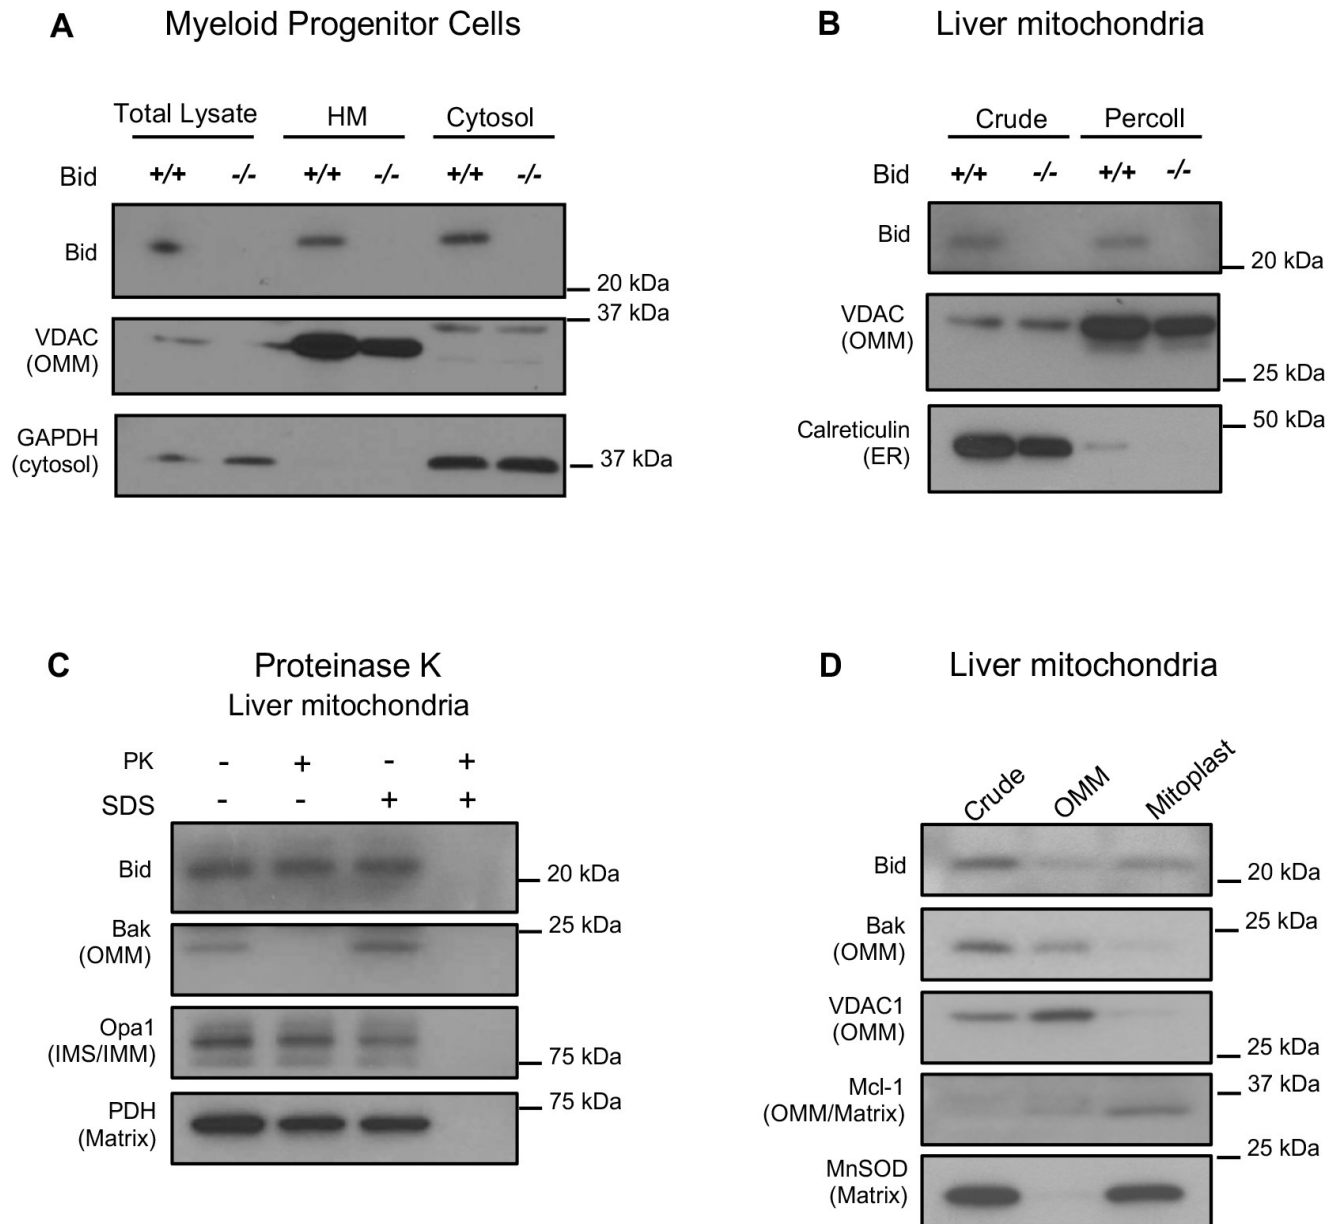 A Myeloid Progenitor Cells
Total Lysate HM Cytosol
Bid +/+ -/- +/+ -/- +/+ -/-
Bid
20 kDa
37 kDa
VDAC
(OMM)
GAPDH
(cytosol)
37 kDa
B Liver mitochondria
Crude Percoll
Bid +/+ -/- +/+ -/-
Bid
20 kDa
VDAC
(OMM)
25 kDa
50 kDa
Calreticulin
(ER)
C Proteinase K
Liver mitochondria
PK - + - +
SDS - - + +
Bid
20 kDa
Bak
(OMM)
25 kDa
Opa1
(IMS/IMM)
75 kDa
PDH
(Matrix)
75 kDa
D Liver mitochondria
Crude OMM Mitoplast
Bid
20 kDa
Bak
(OMM)
25 kDa
VDAC1
(OMM)
25 kDa
Mcl-1
(OMM/Matrix)
37 kDa
25 kDa
MnSOD
(Matrix)